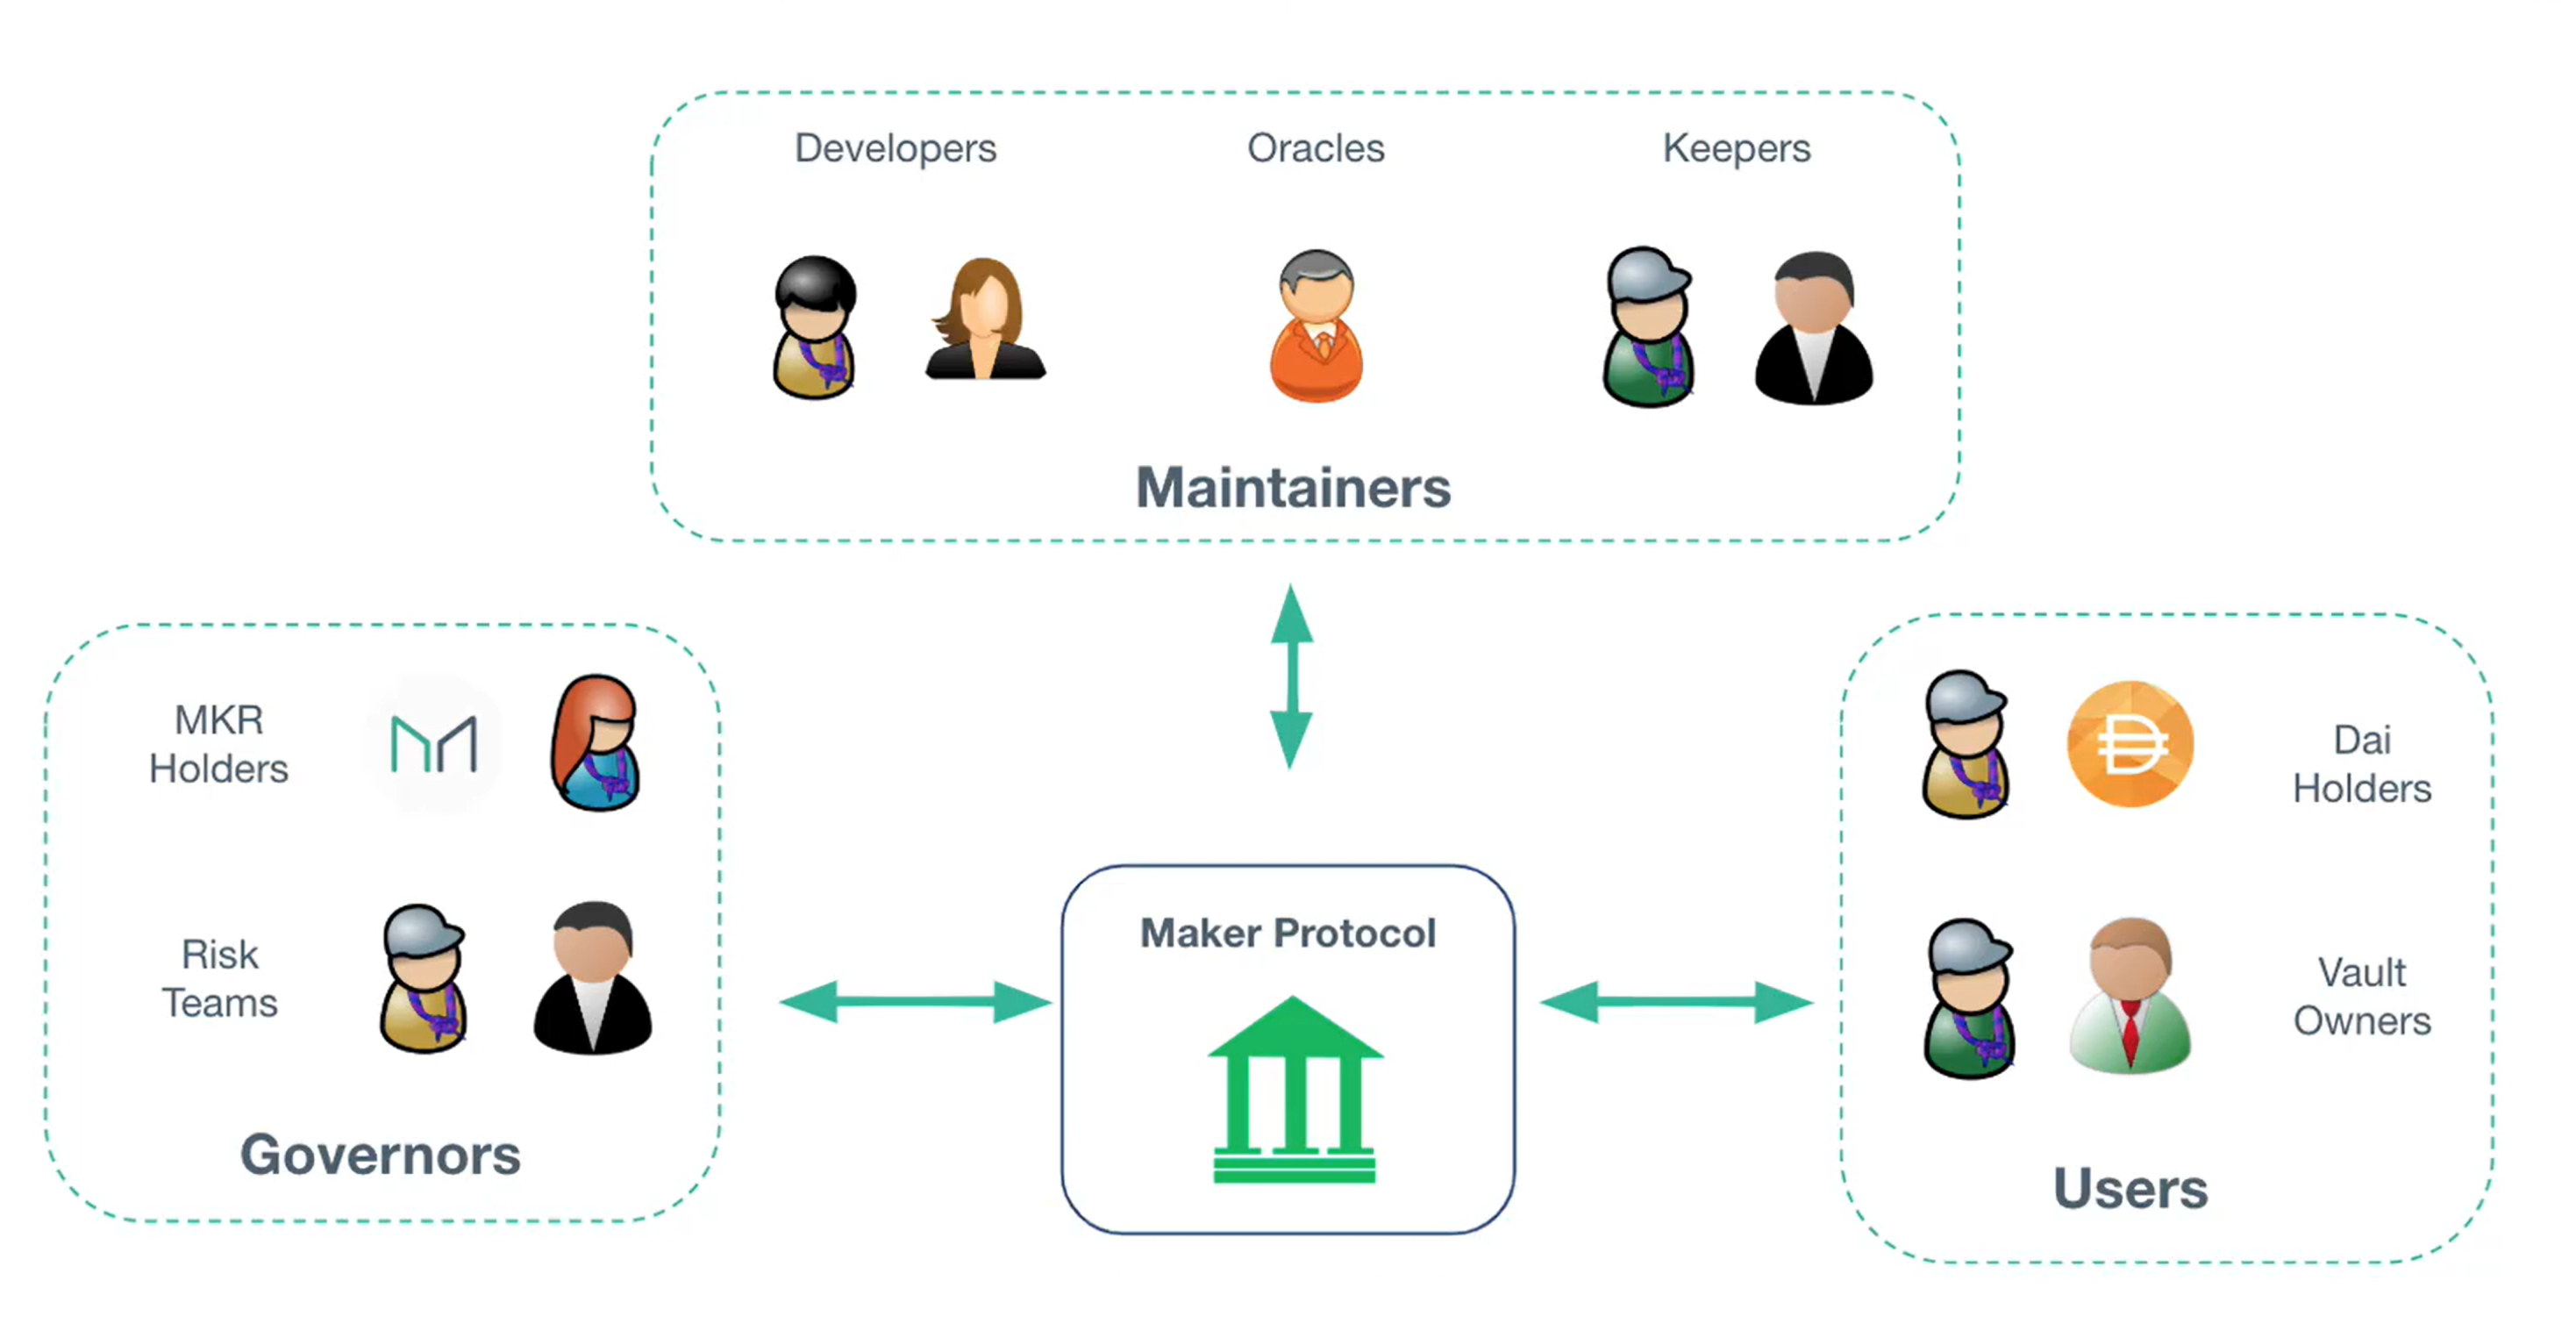 Developers
Oracles
Keepers
Maintainers
MKR
Holders
Risk
Teams
Governors
Maker Protocol
Dai
Holders
Vault
Owners
Users